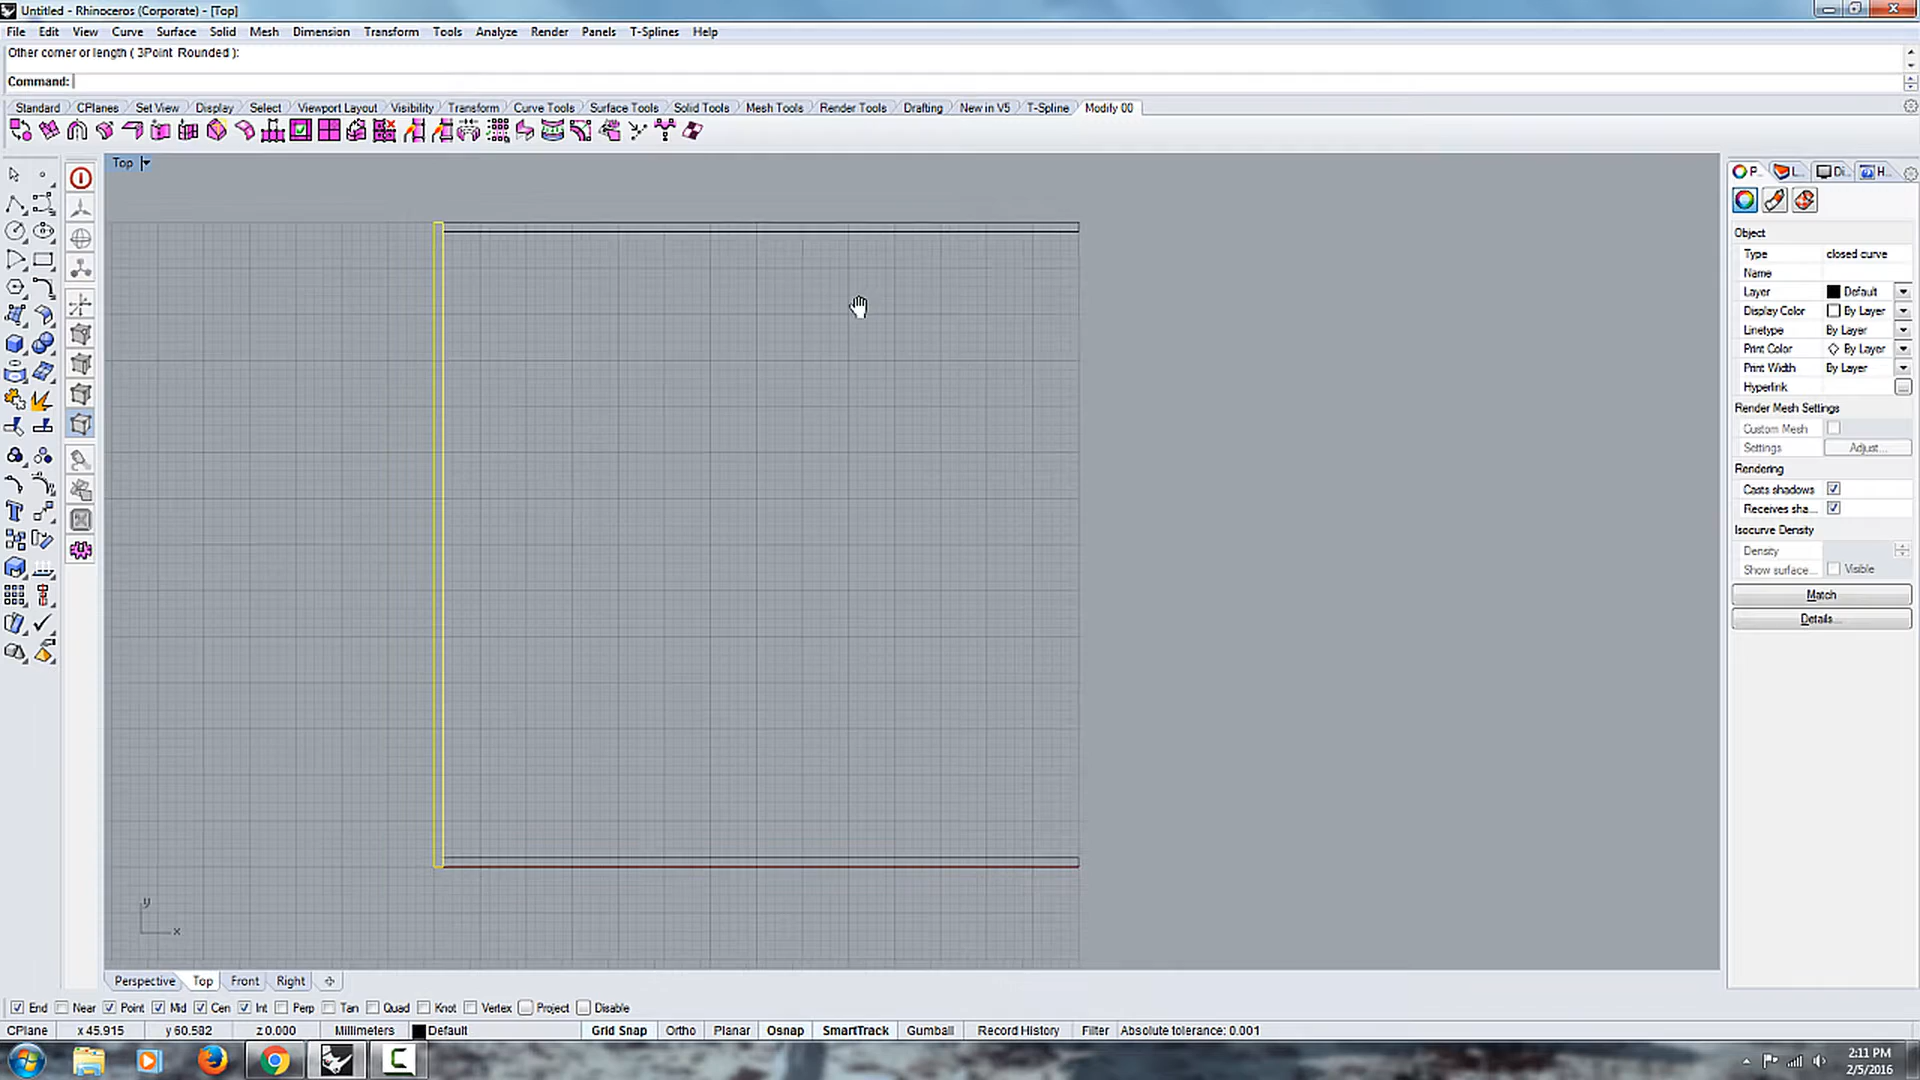 Untitled - Rhinoceros (Corporate) - [Top]
File Edit View Curve Surface Solid Mesh Dimension Transform Tools Analyze Render Panels T-Splines Help
Other corner or length ( 3Point Rounded ):
Command:
Standard CPlanes Set View Display Select Viewport Layout Visibility Transform Curve Tools Surface Tools Solid Tools Mesh Tools Render Tools Drafting New in V5 T-Spline Modify 00
Top
P... L... Di... H...
Object
Type closed curve
Name
Layer Default
Display Color By Layer
Linetype By Layer
Print Color By Layer
Print Width By Layer
Hyperlink
Render Mesh Settings
Custom Mesh
Settings Adjust...
Rendering
Casts shadows
Receives sha...
Isocurve Density
Density
Show surface... Visible
Match
Details...
y
x
Perspective Top Front Right
End Near Point Mid Cen Int Perp Tan Quad Knot Vertex Project Disable
CPlane x 45.915 y 60.582 z 0.000 Millimeters Default Grid Snap Ortho Planar Osnap SmartTrack Gumball Record History Filter Absolute tolerance: 0.001
2:11 PM
2/5/2016